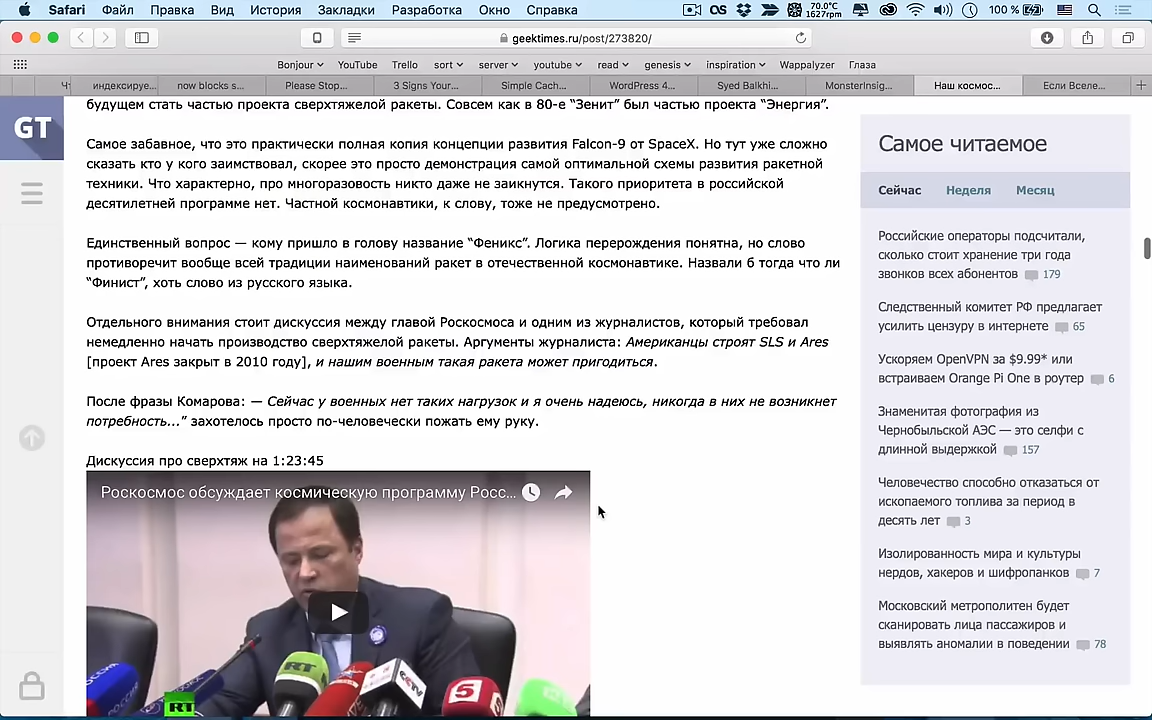 Safari Файл Правка Вид История Закладки Разработка Окно Справка
70.0°C 1627rpm 100 %
geektimes.ru/post/273820/
Bonjour YouTube Trello sort server youtube read genesis inspiration Wappalyzer Глаза
индексируе... now blocks s... Please Stop... 3 Signs Your... Simple Cach... WordPress 4... Syed Balkhi... MonsterInsig... Наш космос... Если Вселе...
GT
будущем стать частью проекта сверхтяжелой ракеты. Совсем как в 80-е “Зенит” был частью проекта “Энергия”.
Самое забавное, что это практически полная копия концепции развития Falcon-9 от SpaceX. Но тут уже сложно
сказать кто у кого заимствовал, скорее это просто демонстрация самой оптимальной схемы развития ракетной
техники. Что характерно, про многоразовость никто даже не заикнутся. Такого приоритета в российской
десятилетней программе нет. Частной космонавтики, к слову, тоже не предусмотрено.
Единственный вопрос — кому пришло в голову название “Феникс”. Логика перерождения понятна, но слово
противоречит вообще всей традиции наименований ракет в отечественной космонавтике. Назвали б тогда что ли
“Финист”, хоть слово из русского языка.
Отдельного внимания стоит дискуссия между главой Роскосмоса и одним из журналистов, который требовал
немедленно начать производство сверхтяжелой ракеты. Аргументы журналиста: Американцы строят SLS и Ares
[проект Ares закрыт в 2010 году], и нашим военным такая ракета может пригодиться.
После фразы Комарова: — Сейчас у военных нет таких нагрузок и я очень надеюсь, никогда в них не возникнет
потребность...” захотелось просто по-человечески пожать ему руку.
Дискуссия про сверхтяж на 1:23:45
Роскосмос обсуждает космическую программу Росс...
РОССИЯ RT CCTV 5
RT
Самое читаемое
Сейчас Неделя Месяц
Российские операторы подсчитали,
сколько стоит хранение три года
звонков всех абонентов 179
Следственный комитет РФ предлагает
усилить цензуру в интернете 65
Ускоряем OpenVPN за $9.99* или
встраиваем Orange Pi One в роутер 6
Знаменитая фотография из
Чернобыльской АЭС — это селфи с
длинной выдержкой 157
Человечество способно отказаться от
ископаемого топлива за период в
десять лет 3
Изолированность мира и культуры
нердов, хакеров и шифропанков 7
Московский метрополитен будет
сканировать лица пассажиров и
выявлять аномалии в поведении 78